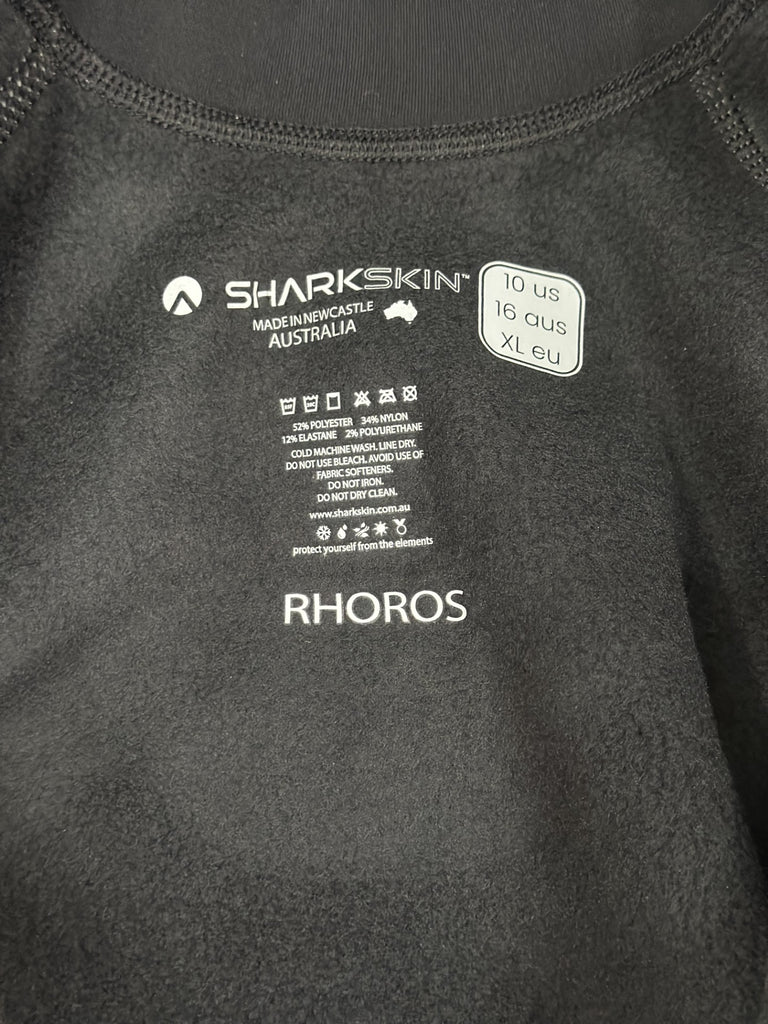 SHARKSKIN™
MADE IN NEWCASTLE
AUSTRALIA
10 us
16 aus
XL eu
52% POLYESTER 34% NYLON
12% ELASTANE 2% POLYURETHANE
COLD MACHINE WASH. LINE DRY.
DO NOT USE BLEACH. AVOID USE OF
FABRIC SOFTENERS.
DO NOT IRON.
DO NOT DRY CLEAN.
www.sharkskin.com.au
protect yourself from the elements
RHOROS